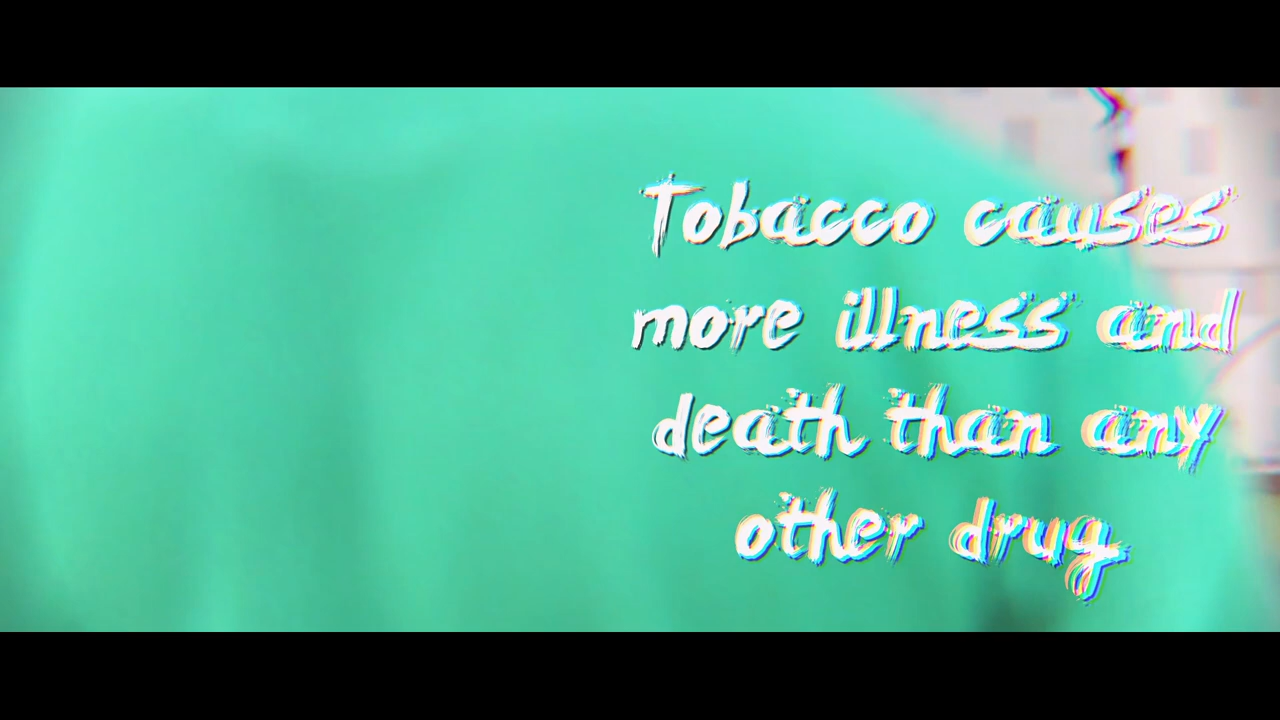 Tobacco causes
more illness and
death than any
other drug